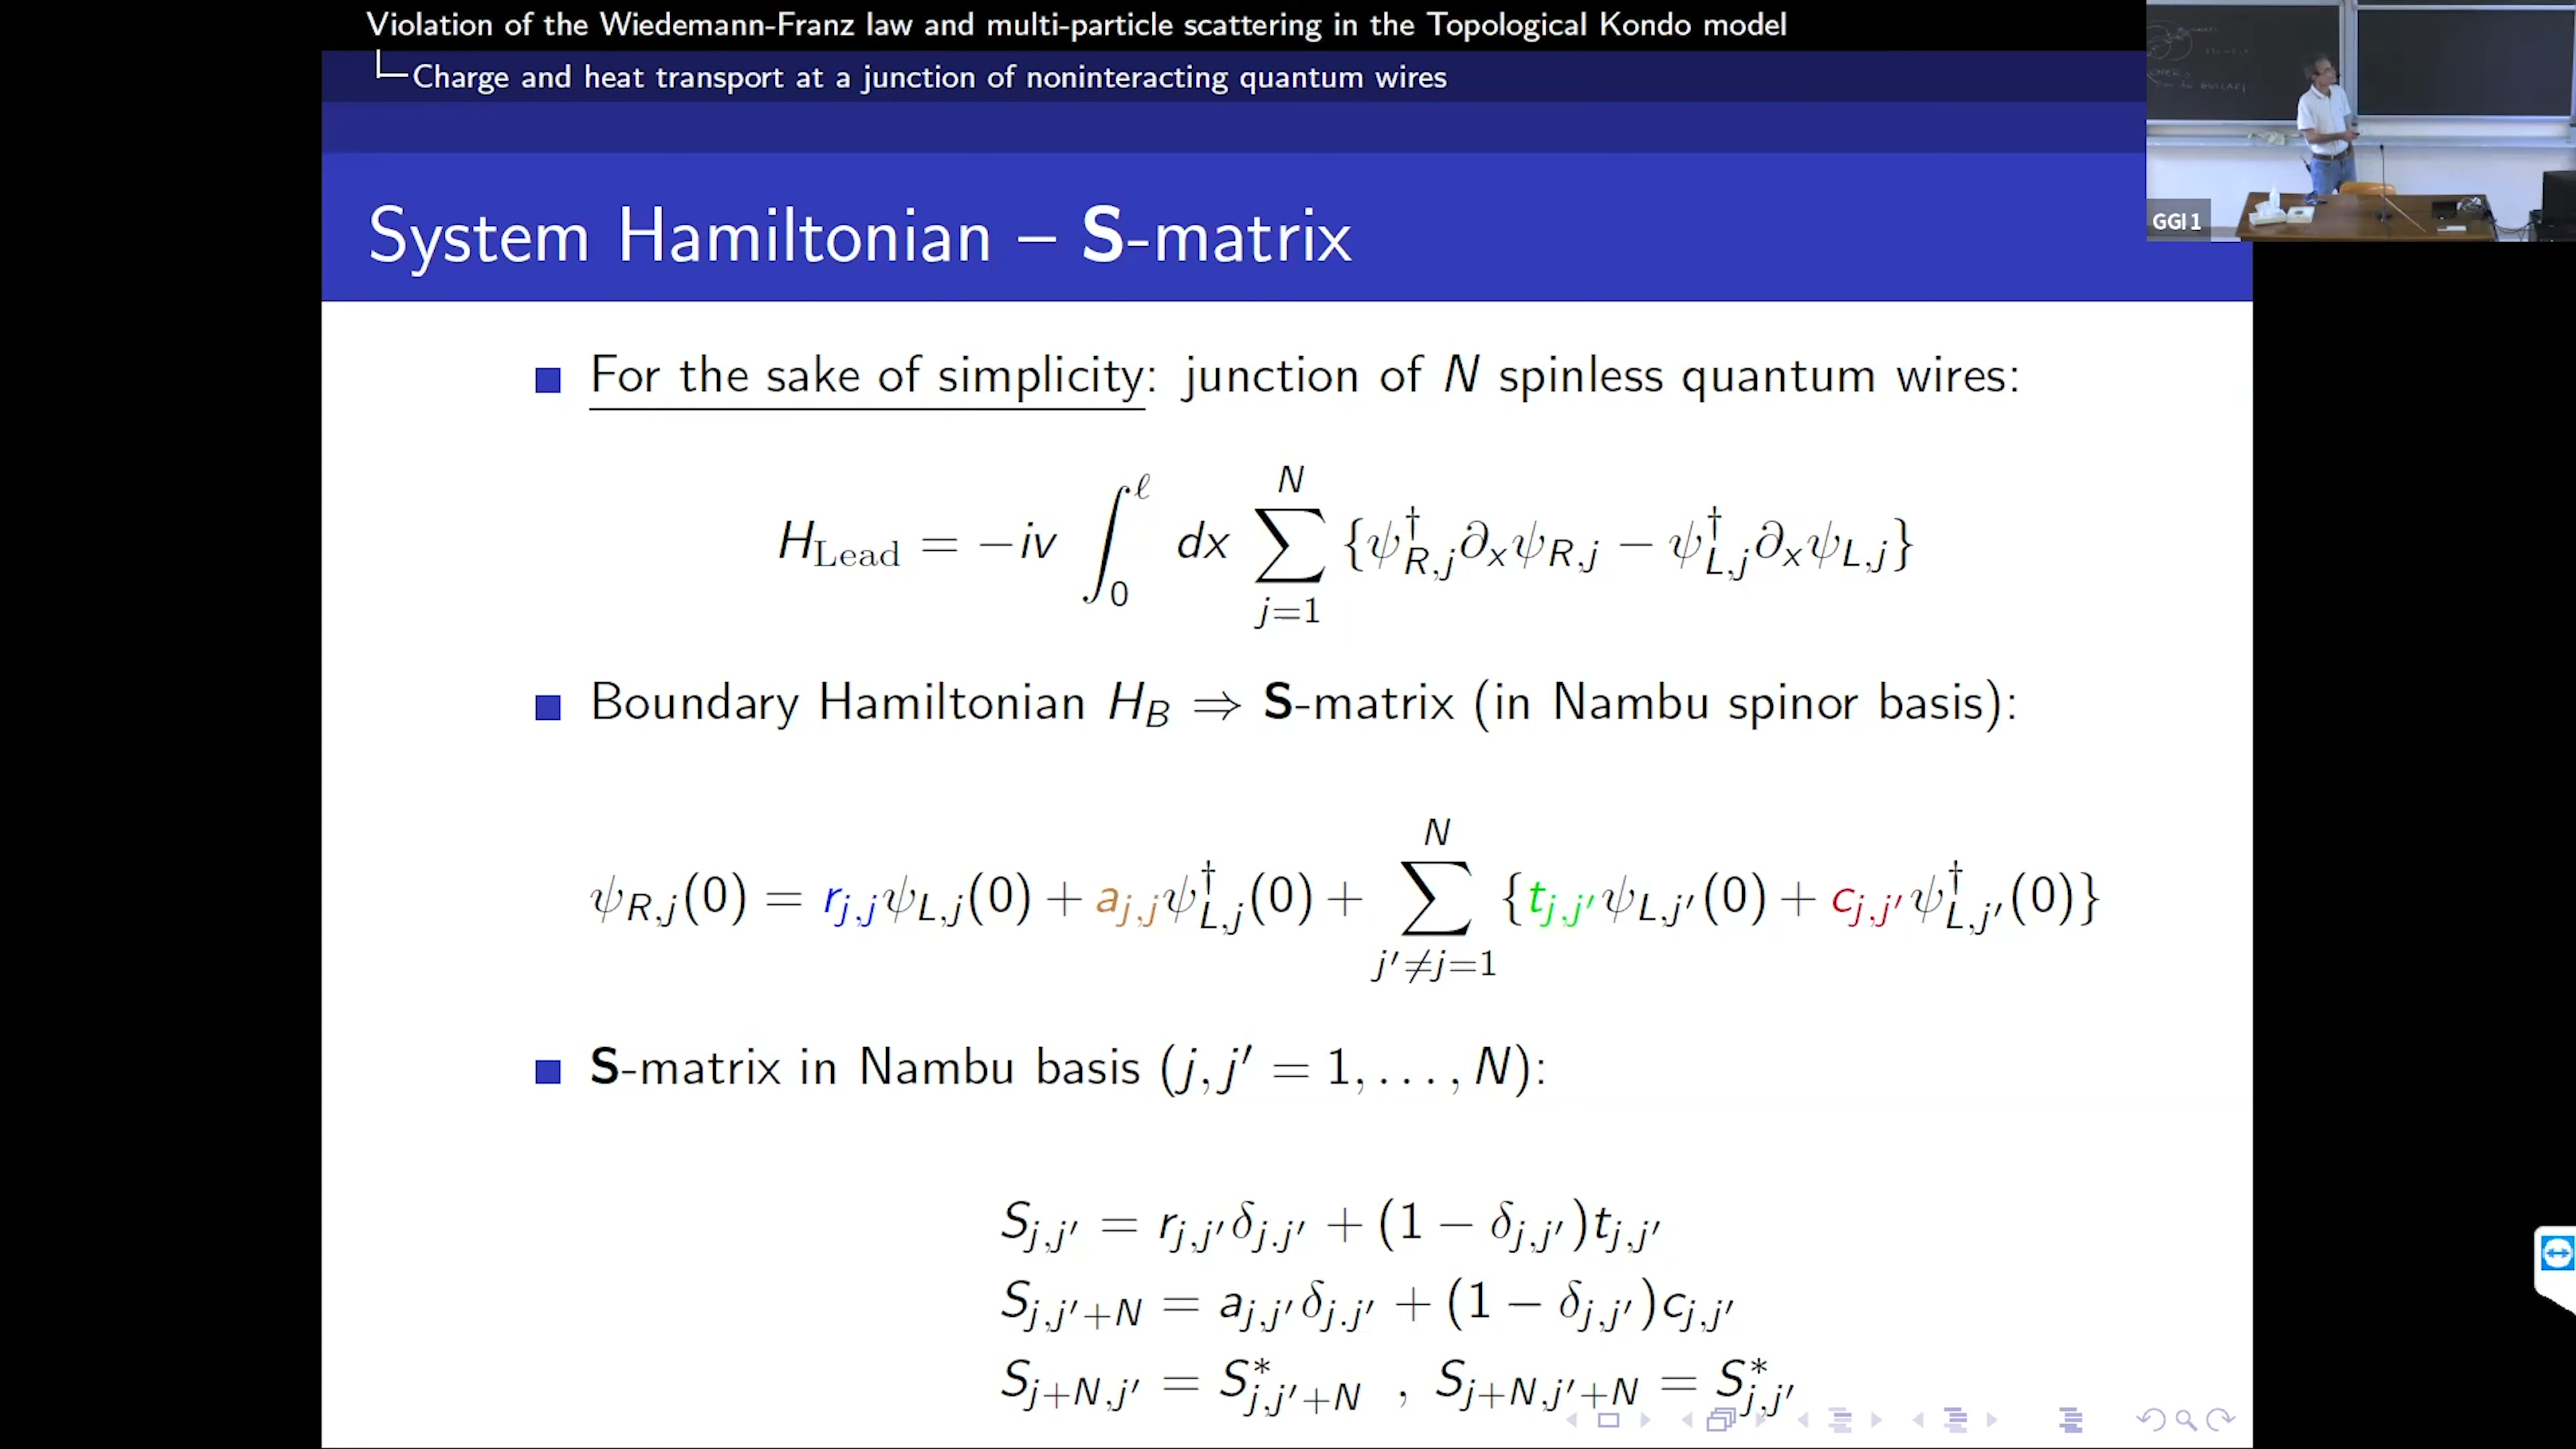 Violation of the Wiedemann-Franz law and multi-particle scattering in the Topological Kondo model
Charge and heat transport at a junction of noninteracting quantum wires
System Hamiltonian – S-matrix
For the sake of simplicity: junction of N spinless quantum wires:
H_Lead = −iv ∫_0^ℓ dx ∑_{j=1}^N {ψ†_{R,j} ∂_x ψ_{R,j} − ψ†_{L,j} ∂_x ψ_{L,j}}
Boundary Hamiltonian H_B ⇒ S-matrix (in Nambu spinor basis):
ψ_{R,j}(0) = r_{j,j} ψ_{L,j}(0) + a_{j,j} ψ†_{L,j}(0) + ∑_{j′≠j=1}^N {t_{j,j′} ψ_{L,j′}(0) + c_{j,j′} ψ†_{L,j′}(0)}
S-matrix in Nambu basis (j, j′ = 1, . . . , N):
S_{j,j′} = r_{j,j′} δ_{j.j′} + (1 − δ_{j,j′}) t_{j,j′}
S_{j,j′+N} = a_{j,j′} δ_{j.j′} + (1 − δ_{j,j′}) c_{j,j′}
S_{j+N,j′} = S*_{j,j′+N} , S_{j+N,j′+N} = S*_{j,j′}
GGI 1